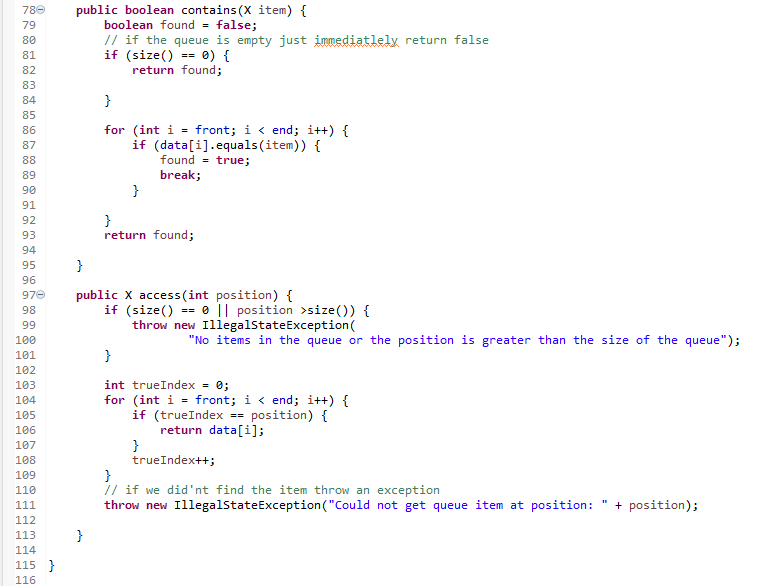 78 public boolean contains(X item) {
79 boolean found = false;
80 // if the queue is empty just immediatlely return false
81 if (size() == 0) {
82 return found;
83
84 }
85
86 for (int i = front; i < end; i++) {
87 if (data[i].equals(item)) {
88 found = true;
89 break;
90 }
91
92 }
93 return found;
94
95 }
96
97 public X access(int position) {
98 if (size() == 0 || position >size()) {
99 throw new IllegalStateException(
100 "No items in the queue or the position is greater than the size of the queue");
101 }
102
103 int trueIndex = 0;
104 for (int i = front; i < end; i++) {
105 if (trueIndex == position) {
106 return data[i];
107 }
108 trueIndex++;
109 }
110 // if we did'nt find the item throw an exception
111 throw new IllegalStateException("Could not get queue item at position: " + position);
112
113 }
114
115 }
116